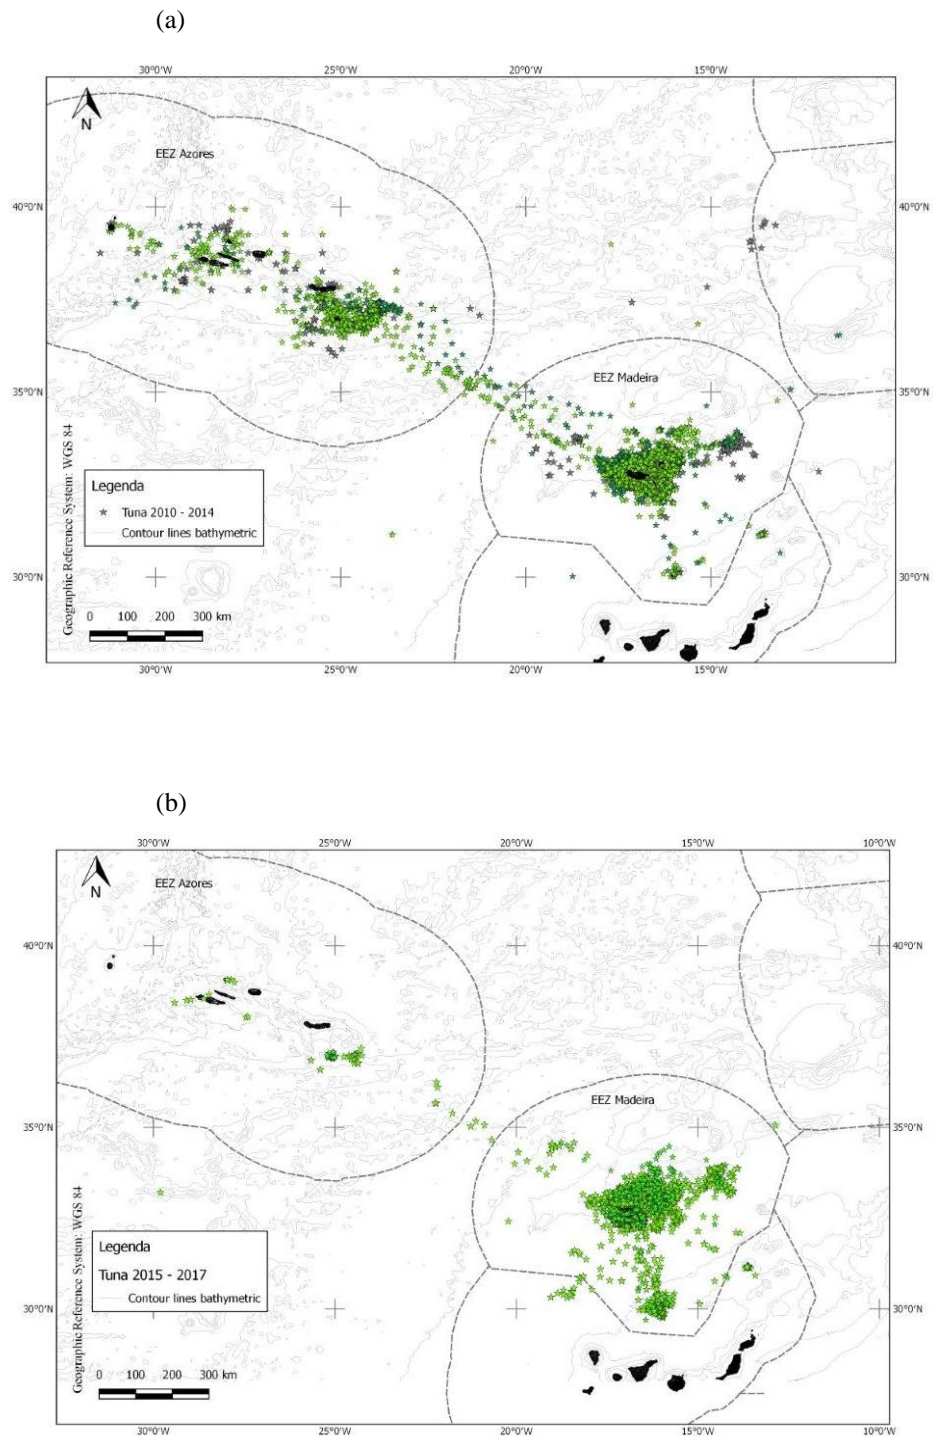 (a)
30°0'W 25°0'W 20°0'W 15°0'W
N
EEZ Azores
40°0'N 40°0'N
EEZ Madeira
35°0'N 35°0'N
Legenda
Tuna 2010 - 2014
Contour lines bathymetric
Geographic Reference System: WGS 84
30°0'N 30°0'N
0 100 200 300 km
30°0'W 25°0'W 20°0'W 15°0'W
(b)
30°0'W 25°0'W 20°0'W 15°0'W 10°0'W
N
EEZ Azores
40°0'N 40°0'N
EEZ Madeira
35°0'N 35°0'N
Geographic Reference System: WGS 84
Legenda
Tuna 2015 - 2017
Contour lines bathymetric
30°0'N 30°0'N
0 100 200 300 km
30°0'W 25°0'W 20°0'W 15°0'W 10°0'W